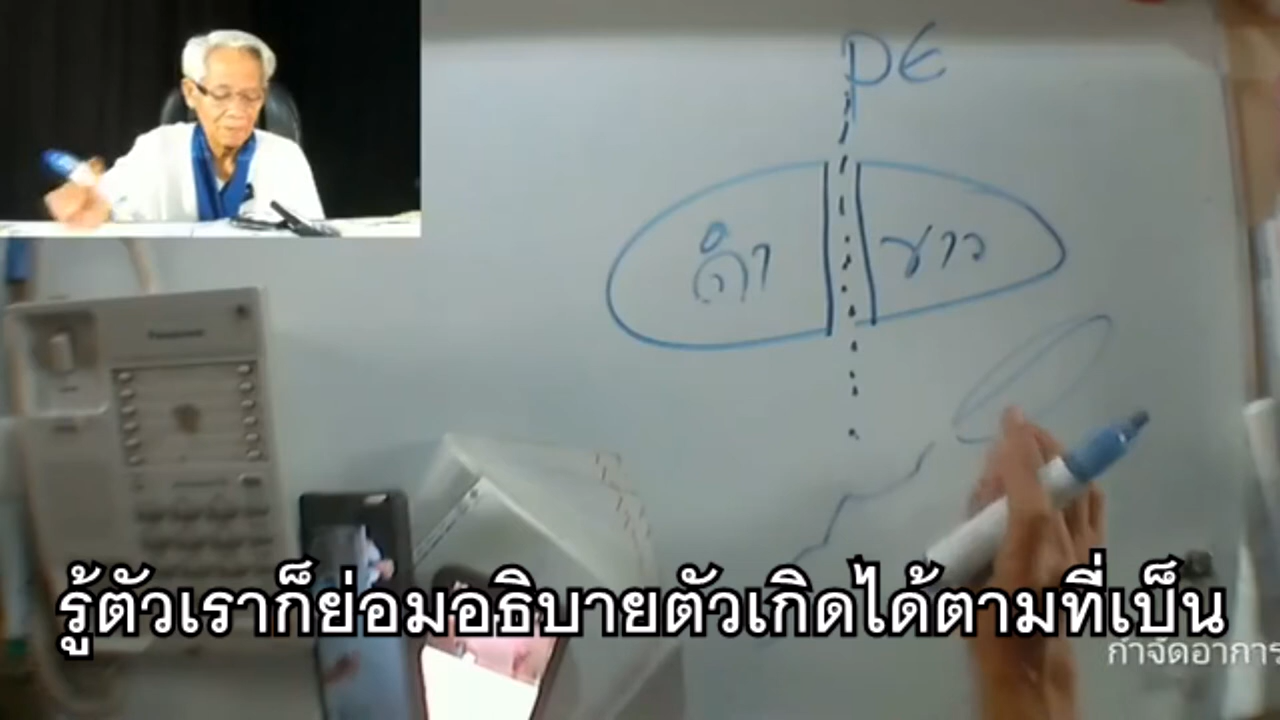 PE
ดำ
ขาว
Panasonic
รู้ตัวเราก็ย่อมอธิบายตัวเกิดได้ตามที่เป็น
กำจัดอาการ